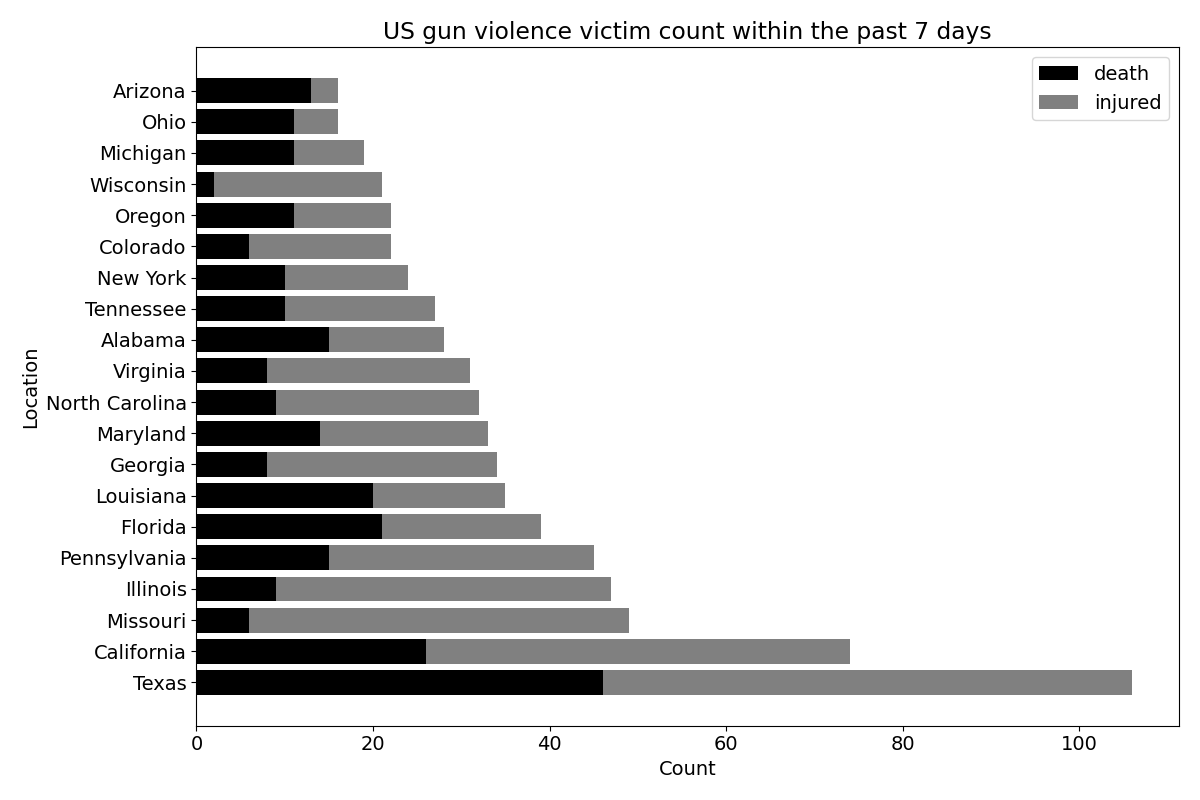 US gun violence victim count within the past 7 days
death
injured
Arizona
Ohio
Michigan
Wisconsin
Oregon
Colorado
New York
Tennessee
Alabama
Virginia
North Carolina
Maryland
Georgia
Louisiana
Florida
Pennsylvania
Illinois
Missouri
California
Texas
Location
0 20 40 60 80 100
Count